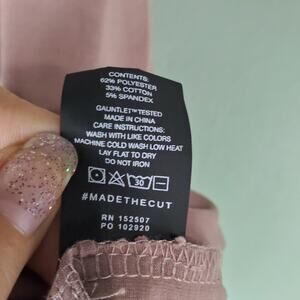 CONTENTS:
62% POLYESTER
33% COTTON
5% SPANDEX
GAUNTLET™ TESTED
MADE IN CHINA
CARE INSTRUCTIONS:
WASH WITH LIKE COLORS
MACHINE COLD WASH LOW HEAT
LAY FLAT TO DRY
DO NOT IRON
30
#MADETHECUT
RN 152507
PO 102920